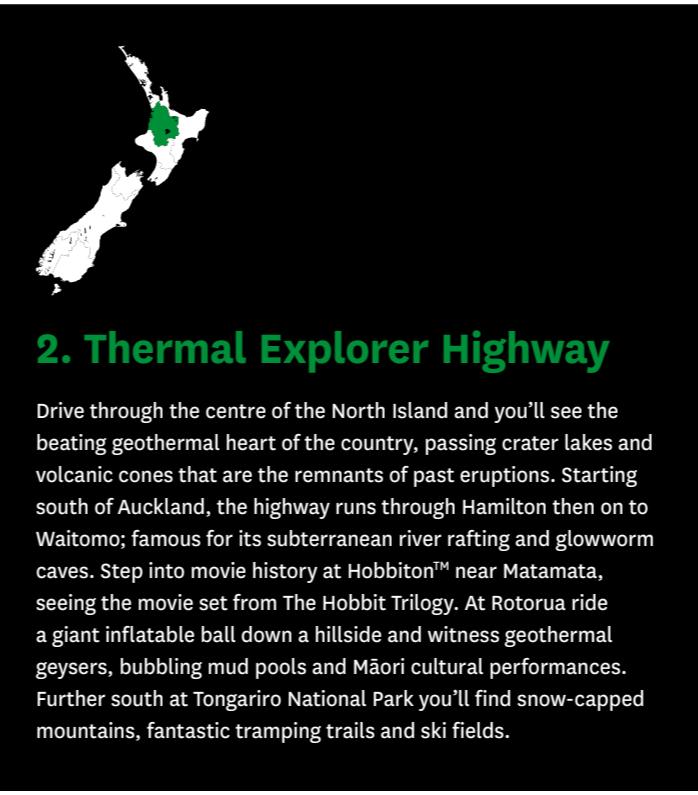 2. Thermal Explorer Highway
Drive through the centre of the North Island and you’ll see the
beating geothermal heart of the country, passing crater lakes and
volcanic cones that are the remnants of past eruptions. Starting
south of Auckland, the highway runs through Hamilton then on to
Waitomo; famous for its subterranean river rafting and glowworm
caves. Step into movie history at Hobbiton™ near Matamata,
seeing the movie set from The Hobbit Trilogy. At Rotorua ride
a giant inflatable ball down a hillside and witness geothermal
geysers, bubbling mud pools and Māori cultural performances.
Further south at Tongariro National Park you’ll find snow-capped
mountains, fantastic tramping trails and ski fields.